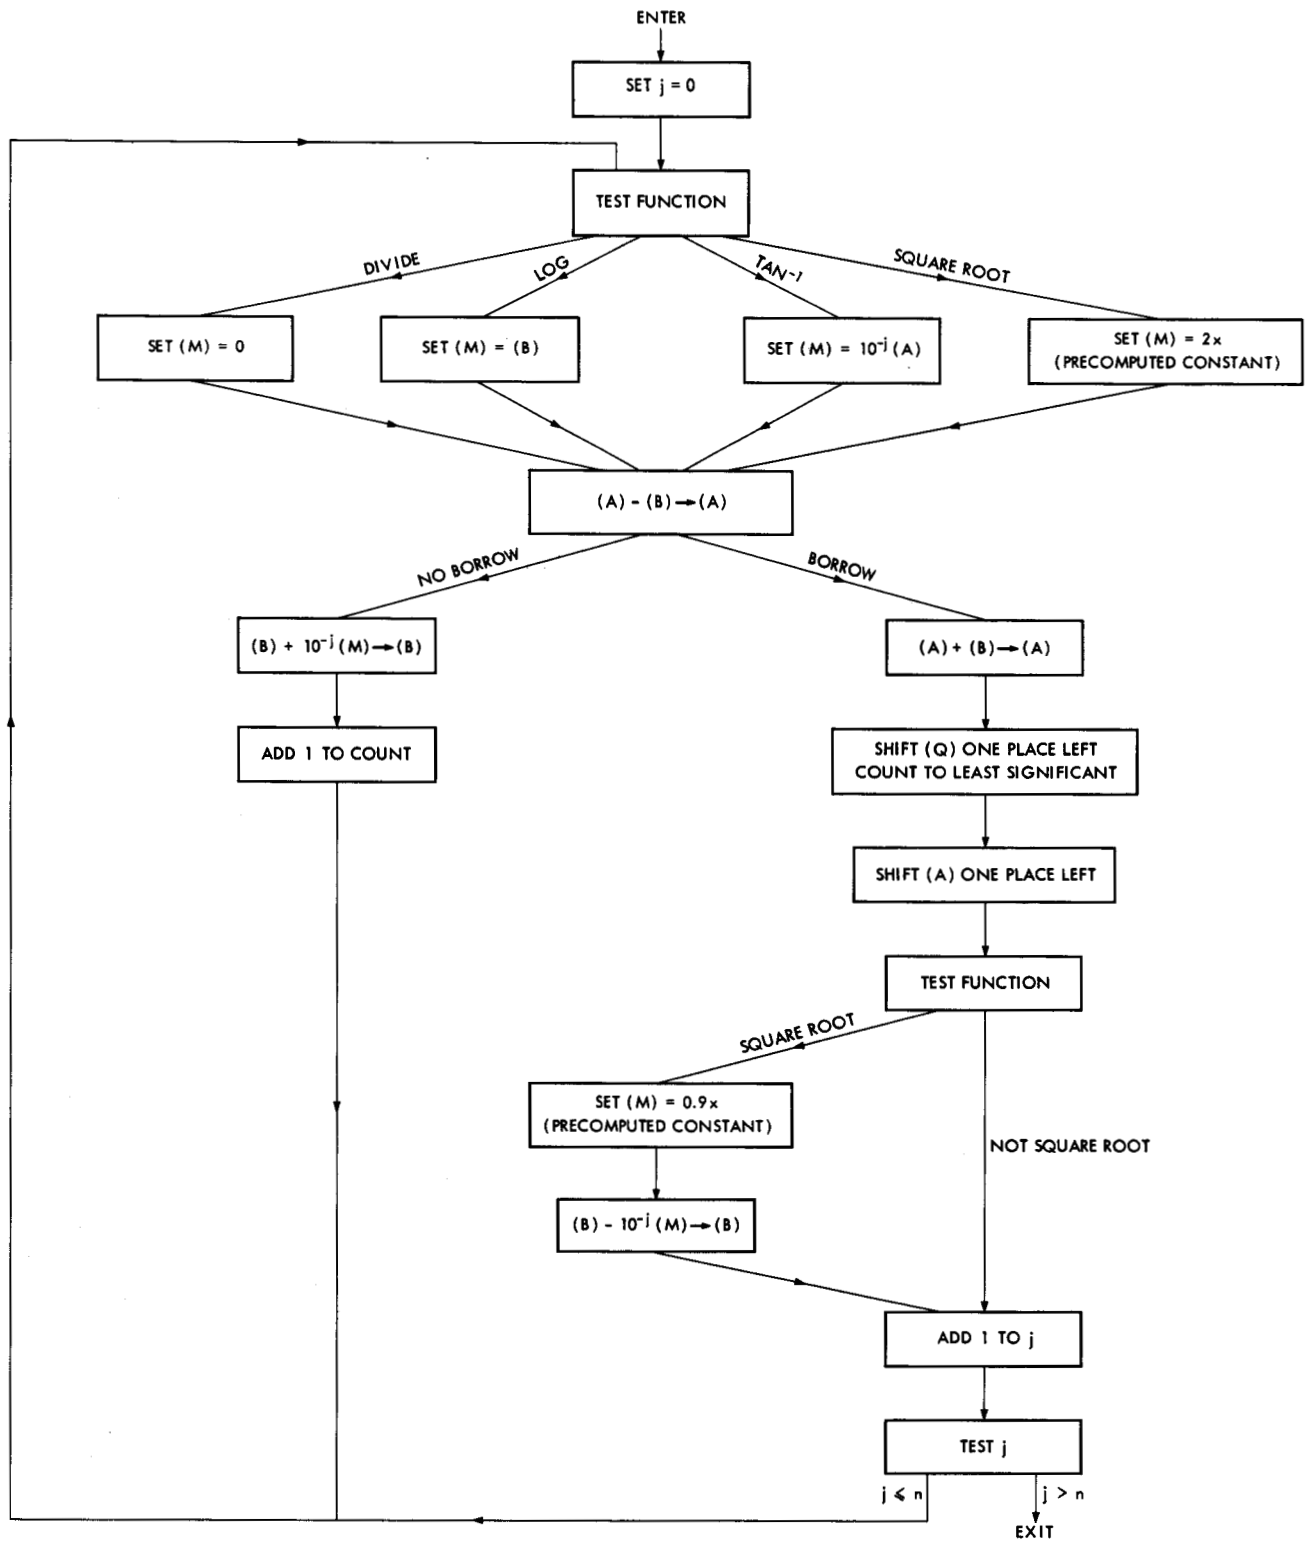 ENTER
SET j = 0
TEST FUNCTION
DIVIDE
LOG
TAN⁻¹
SQUARE ROOT
SET (M) = 0
SET (M) = (B)
SET (M) = 10⁻ʲ (A)
SET (M) = 2x
(PRECOMPUTED CONSTANT)
(A) - (B) → (A)
NO BORROW
BORROW
(B) + 10⁻ʲ (M) → (B)
(A) + (B) → (A)
ADD 1 TO COUNT
SHIFT (Q) ONE PLACE LEFT
COUNT TO LEAST SIGNIFICANT
SHIFT (A) ONE PLACE LEFT
TEST FUNCTION
SQUARE ROOT
SET (M) = 0.9x
(PRECOMPUTED CONSTANT)
NOT SQUARE ROOT
(B) - 10⁻ʲ (M) → (B)
ADD 1 TO j
TEST j
j ⩽ n
j > n
EXIT